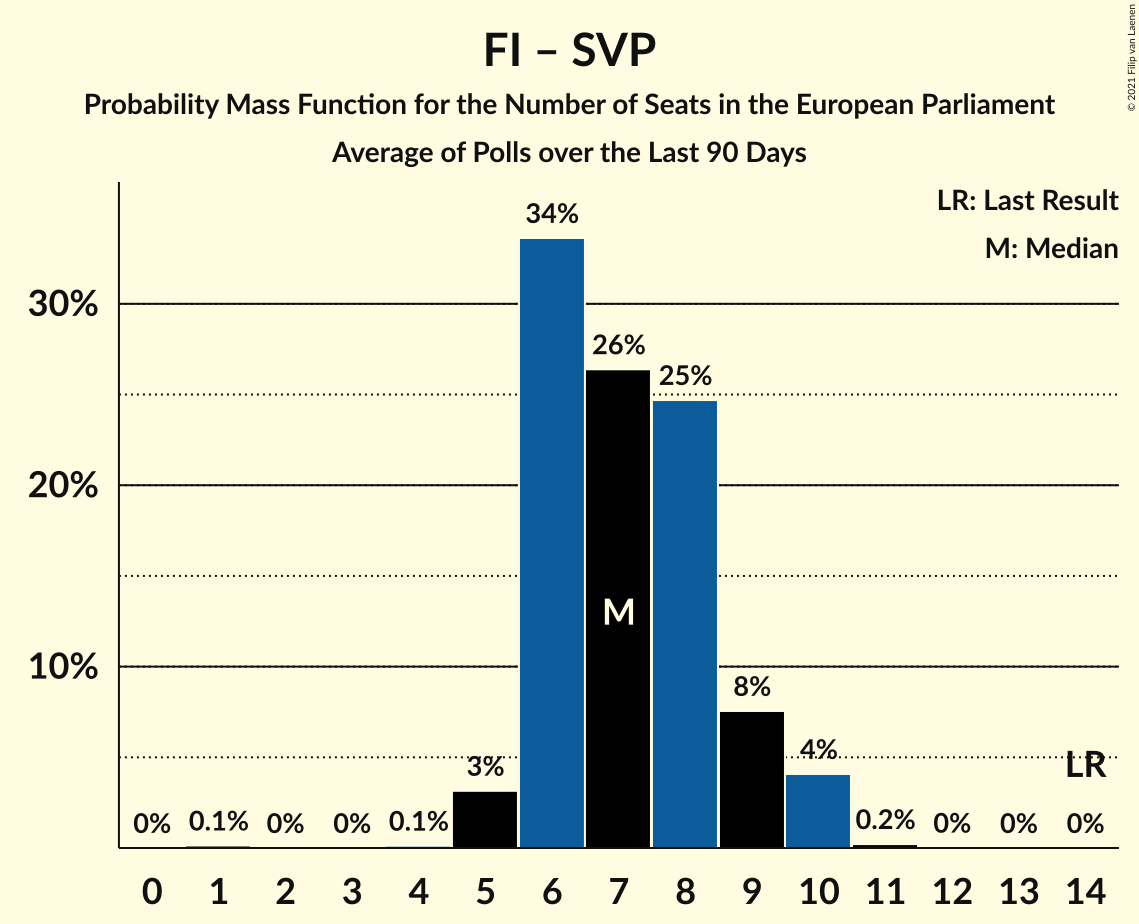 FI – SVP
Probability Mass Function for the Number of Seats in the European Parliament
Average of Polls over the Last 90 Days
© 2021 Filip van Laenen
LR: Last Result
M: Median
34%
30%
26%
25%
20%
M
10%
8%
4%
3%
LR
0% 0.1% 0% 0% 0.1% 0.2% 0% 0% 0%
0 1 2 3 4 5 6 7 8 9 10 11 12 13 14